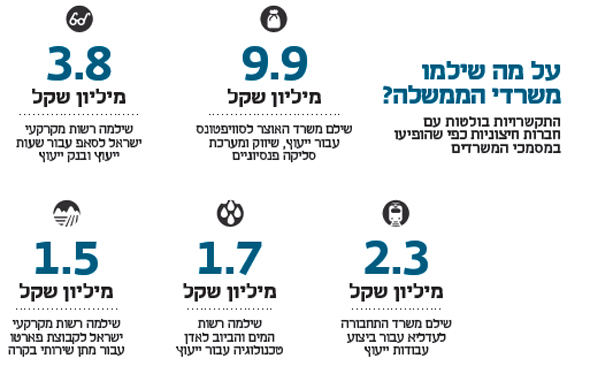 על מה שילמו
משרדי הממשלה?
התקשרויות בולטות עם
חברות חיצוניות כפי שהופיעו
במסמכי המשרדים
9.9
מיליון שקל
שילם משרד האוצר לסוויפטונס
עבור ייעוץ, שיווק ומערכת
סליקה פנסיוניים
3.8
מיליון שקל
שילמה רשות מקרקעי
ישראל לסאפ עבור שעות
ייעוץ ובנק ייעוץ
2.3
מיליון שקל
שילם משרד התחבורה
לעדליא עבור ביצוע
עבודות ייעוץ
1.7
מיליון שקל
שילמה רשות
המים והביוב לאדן
טכנולוגיה עבור ייעוץ
1.5
מיליון שקל
שילמה רשות מקרקעי
ישראל לקבוצת פארטו
עבור מתן שירותי בקרה